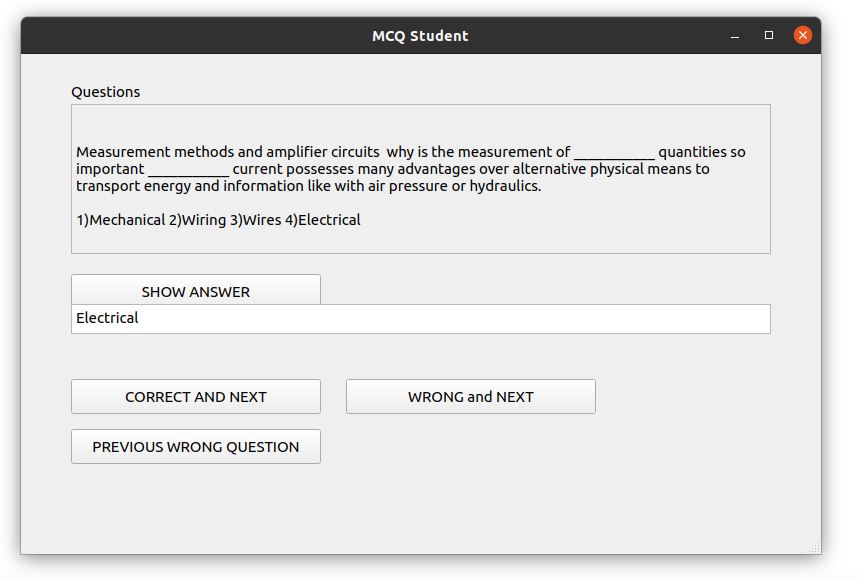 MCQ Student
Questions
Measurement methods and amplifier circuits  why is the measurement of ___________ quantities so
important ___________ current possesses many advantages over alternative physical means to
transport energy and information like with air pressure or hydraulics.
1)Mechanical 2)Wiring 3)Wires 4)Electrical
SHOW ANSWER
Electrical
CORRECT AND NEXT
WRONG and NEXT
PREVIOUS WRONG QUESTION